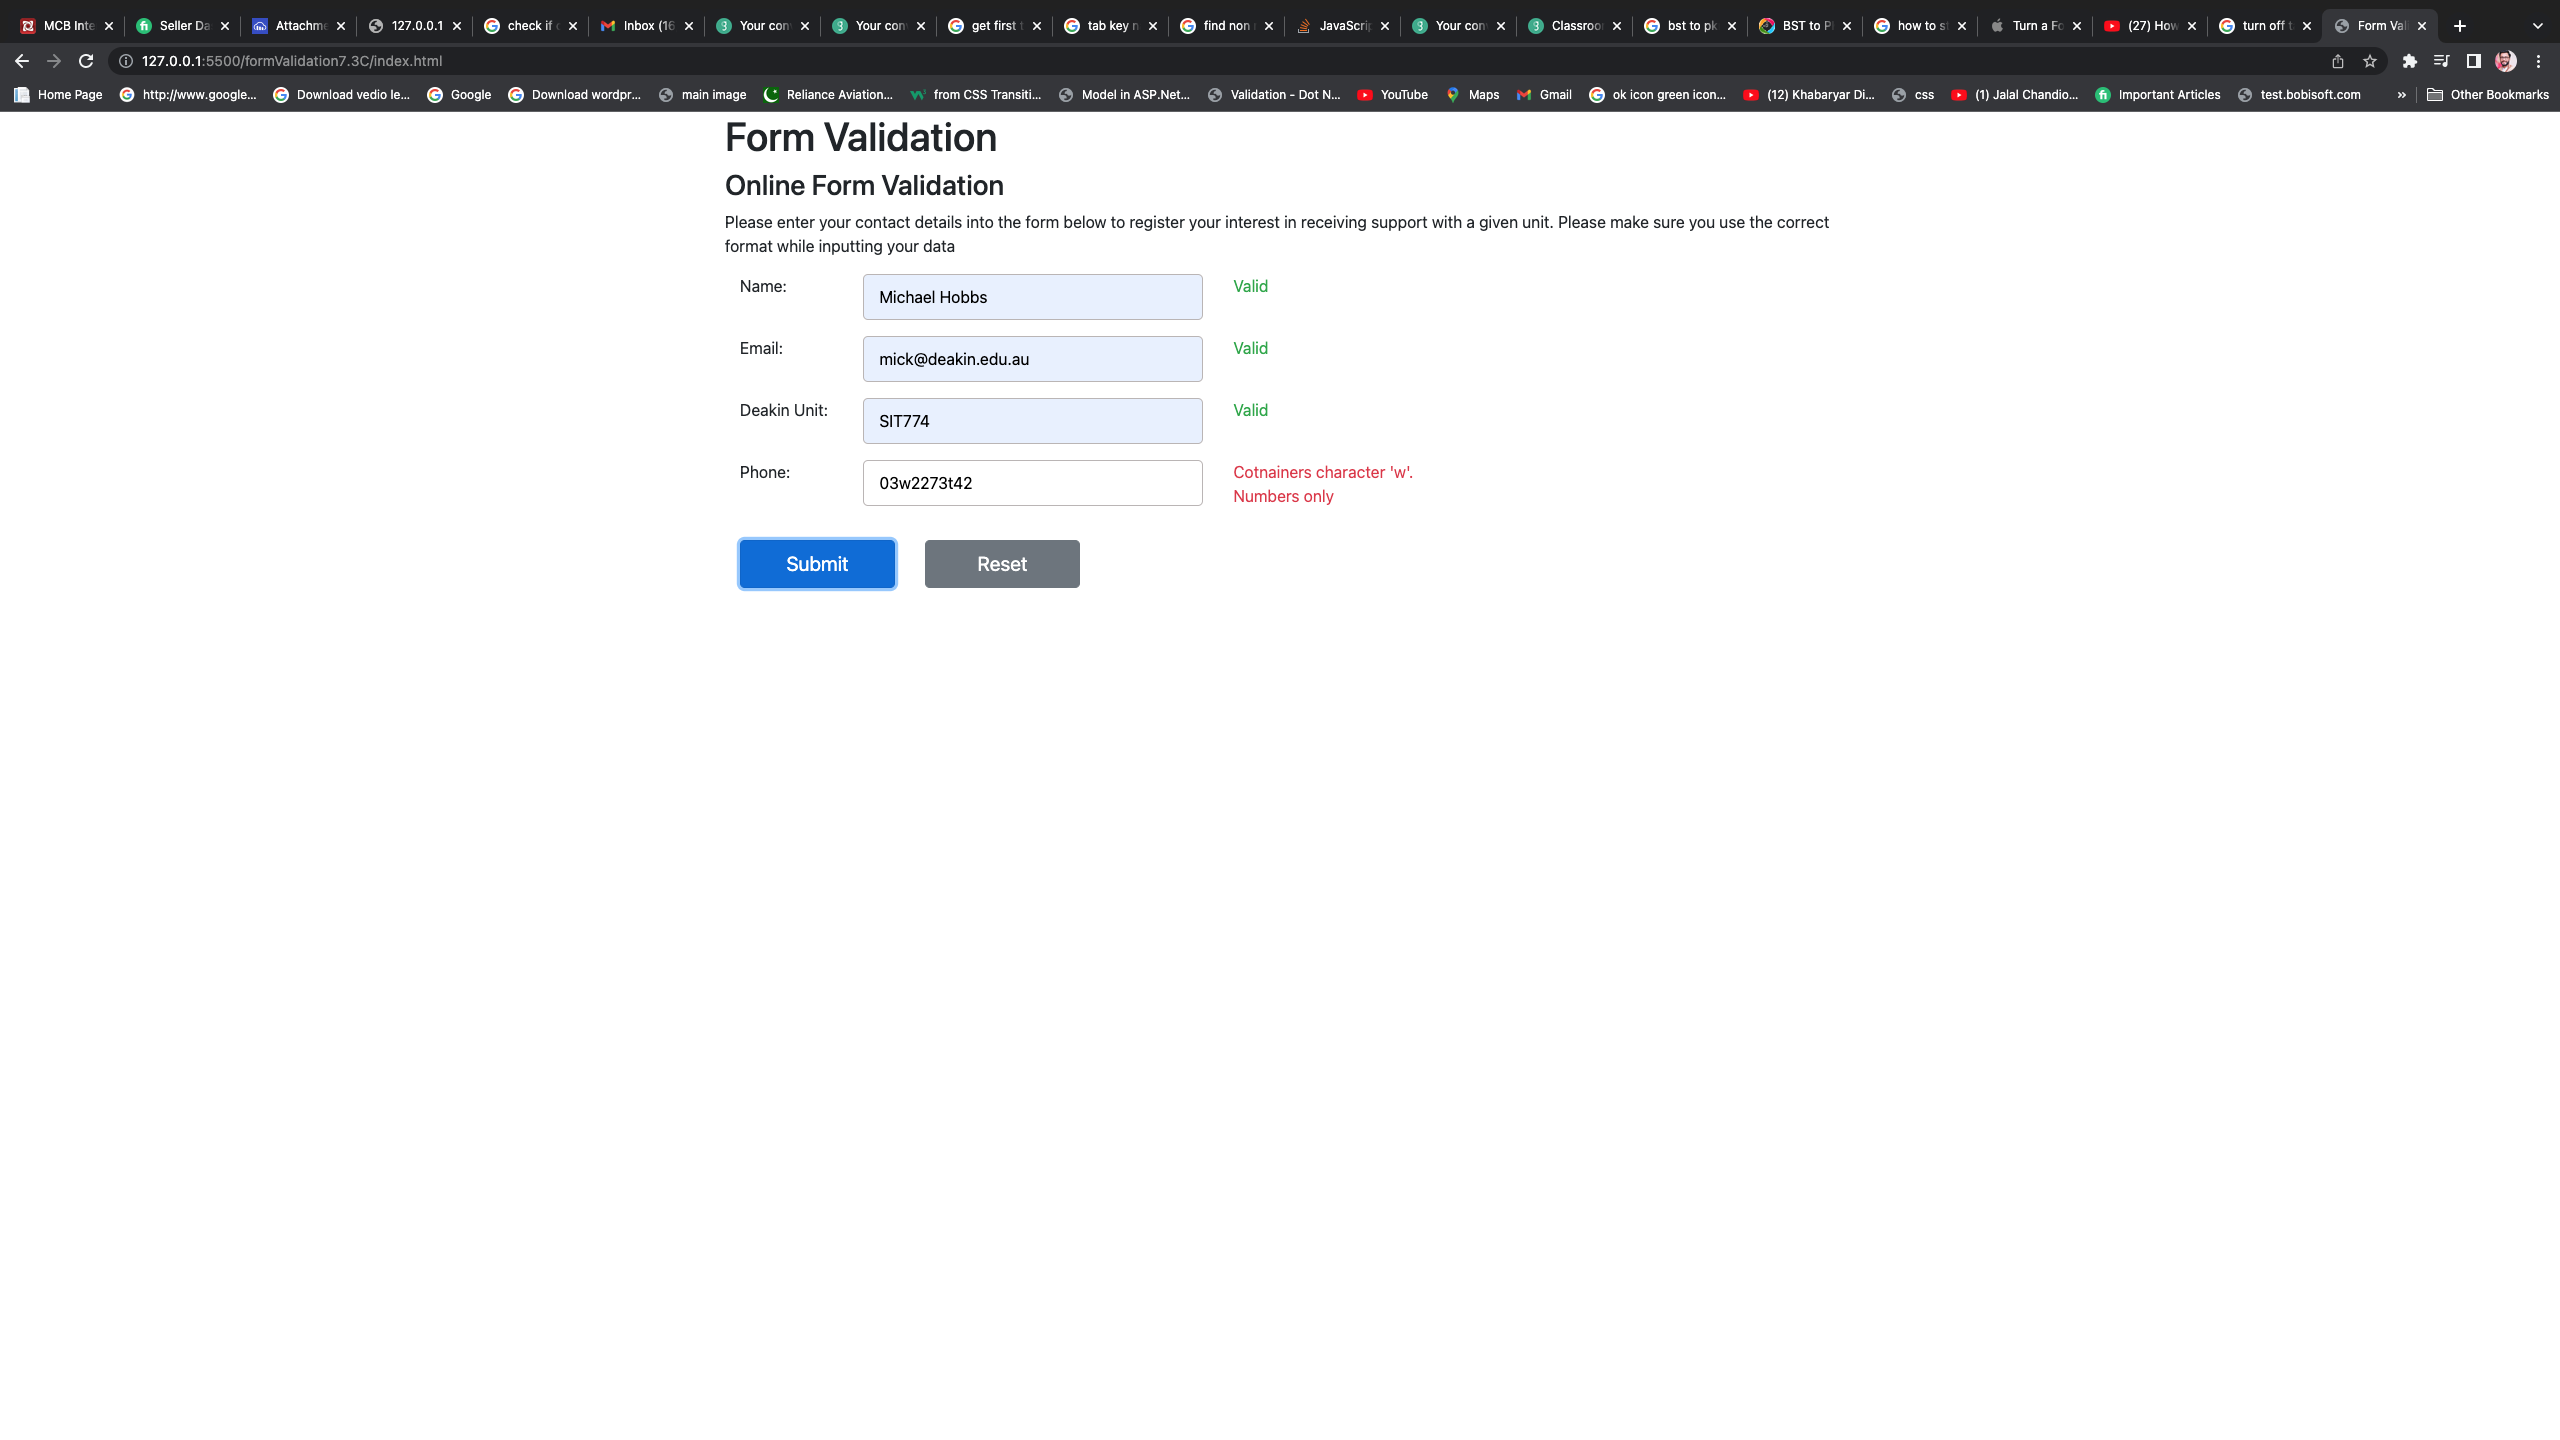 MCB Inte
Seller Da
Attachme
127.0.0.1
check if
Inbox (16
Your con
Your con
get first
tab key n
find non
JavaScrip
Your con
Classroo
bst to pk
BST to P
how to s
Turn a Fo
(27) How
turn off
Form Val
127.0.0.1:5500/formValidation7.3C/index.html
Home Page
http://www.google...
Download vedio le...
Google
Download wordpr...
main image
Reliance Aviation...
from CSS Transiti...
Model in ASP.Net...
Validation - Dot N...
YouTube
Maps
Gmail
ok icon green icon...
(12) Khabaryar Di...
css
(1) Jalal Chandio...
Important Articles
test.bobisoft.com
»
Other Bookmarks
Form Validation
Online Form Validation
Please enter your contact details into the form below to register your interest in receiving support with a given unit. Please make sure you use the correct
format while inputting your data
Name:
Michael Hobbs
Valid
Email:
mick@deakin.edu.au
Valid
Deakin Unit:
SIT774
Valid
Phone:
03w2273t42
Cotnainers character 'w'.
Numbers only
Submit
Reset